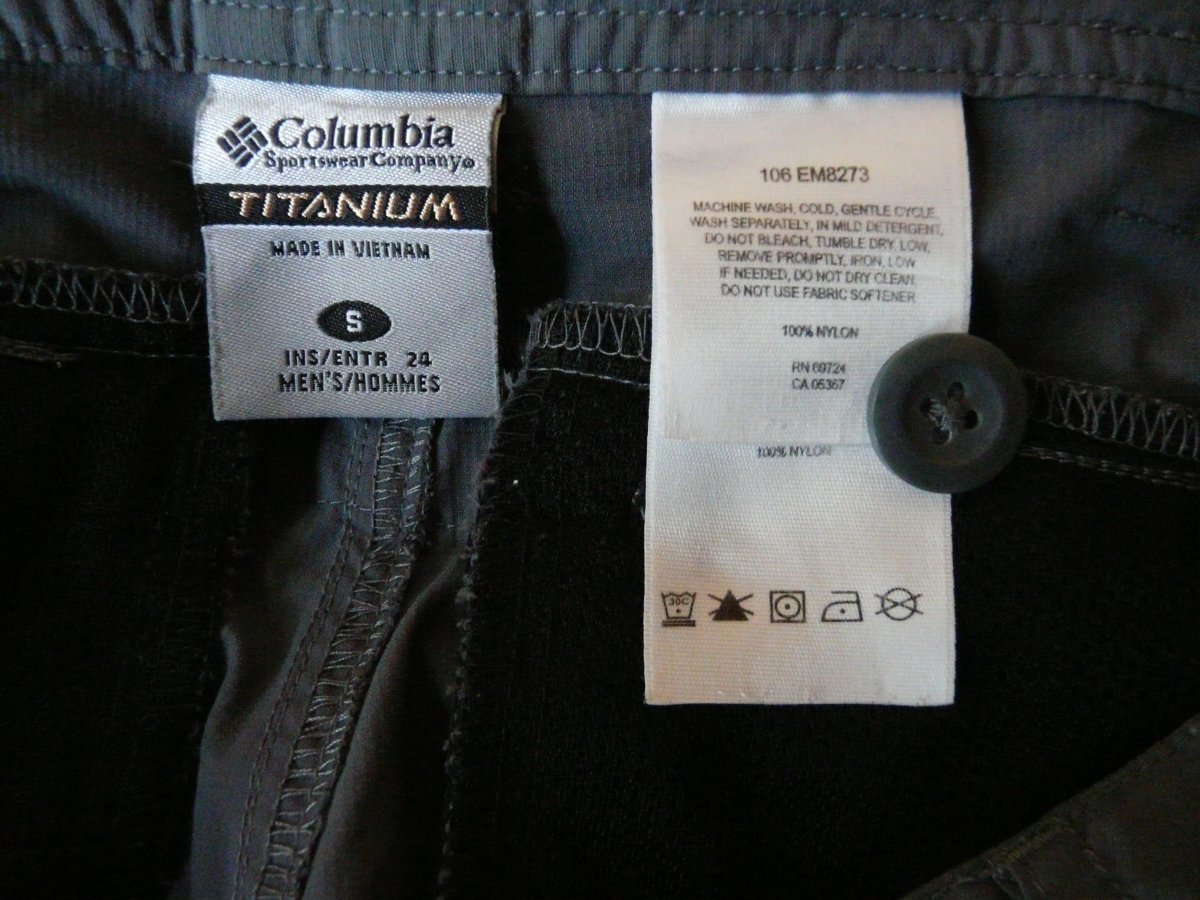 Columbia
Sportswear Company®
TITANIUM
MADE IN VIETNAM
S
INS/ENTR 24
MEN'S/HOMMES
106 EM8273
MACHINE WASH, COLD, GENTLE CYCLE,
WASH SEPARATELY, IN MILD DETERGENT,
DO NOT BLEACH, TUMBLE DRY, LOW,
REMOVE PROMPTLY, IRON, LOW
IF NEEDED, DO NOT DRY CLEAN
DO NOT USE FABRIC SOFTENER
100% NYLON
RN 69724
CA 05367
100% NYLON
30C